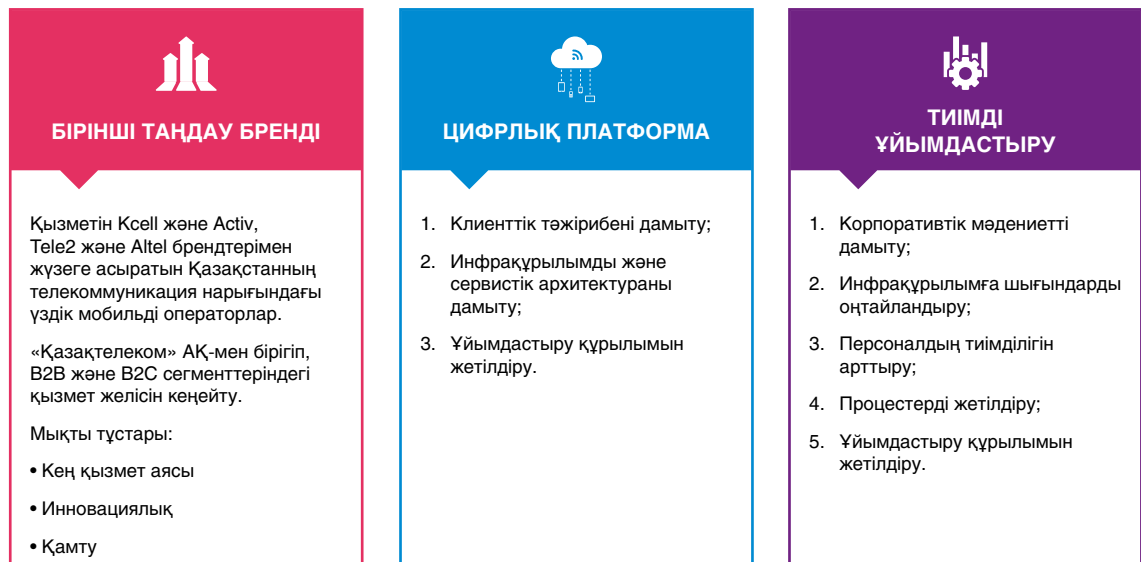 БІРІНШІ ТАҢДАУ БРЕНДІ
Қызметін Kcell және Activ,
Tele2 және Altel брендтерімен
жүзеге асыратын Қазақстанның
телекоммуникация нарығындағы
үздік мобильді операторлар.
«Қазақтелеком» АҚ-мен бірігіп,
B2B және B2C сегменттеріндегі
қызмет желісін кеңейту.
Мықты тұстары:
• Кең қызмет аясы
• Инновациялық
• Қамту
ЦИФРЛЫҚ ПЛАТФОРМА
1. Клиенттік тәжірибені дамыту;
2. Инфрақұрылымды және
сервистік архитектураны
дамыту;
3. Ұйымдастыру құрылымын
жетілдіру.
ТИІМДІ
ҰЙЫМДАСТЫРУ
1. Корпоративтік мәдениетті
дамыту;
2. Инфрақұрылымға шығындарды
оңтайландыру;
3. Персоналдың тиімділігін
арттыру;
4. Процестерді жетілдіру;
5. Ұйымдастыру құрылымын
жетілдіру.